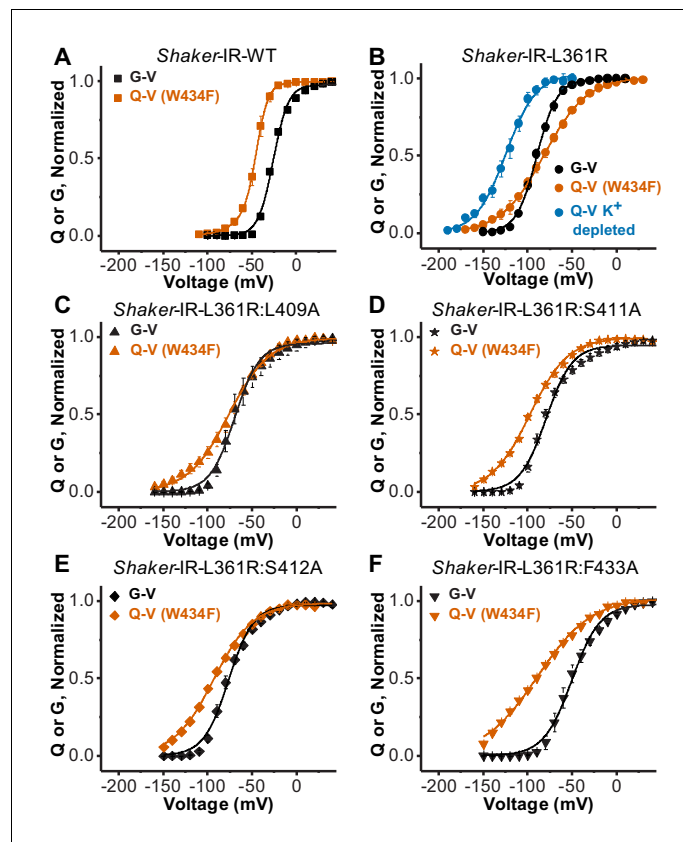 A
Shaker-IR-WT
G-V
Q-V (W434F)
Q or G, Normalized
1.0
0.5
0.0
-200 -150 -100 -50 0
Voltage (mV)
B
Shaker-IR-L361R
Q or G, Normalized
1.0
0.5
0.0
G-V
Q-V (W434F)
Q-V K+
depleted
-200 -150 -100 -50 0
Voltage (mV)
C
Shaker-IR-L361R:L409A
G-V
Q-V (W434F)
Q or G, Normalized
1.0
0.5
0.0
-200 -150 -100 -50 0
Voltage (mV)
D
Shaker-IR-L361R:S411A
G-V
Q-V (W434F)
Q or G, Normalized
1.0
0.5
0.0
-200 -150 -100 -50 0
Voltage (mV)
E
Shaker-IR-L361R:S412A
G-V
Q-V (W434F)
Q or G, Normalized
1.0
0.5
0.0
-200 -150 -100 -50 0
Voltage (mV)
F
Shaker-IR-L361R:F433A
G-V
Q-V (W434F)
Q or G, Normalized
1.0
0.5
0.0
-200 -150 -100 -50 0
Voltage (mV)